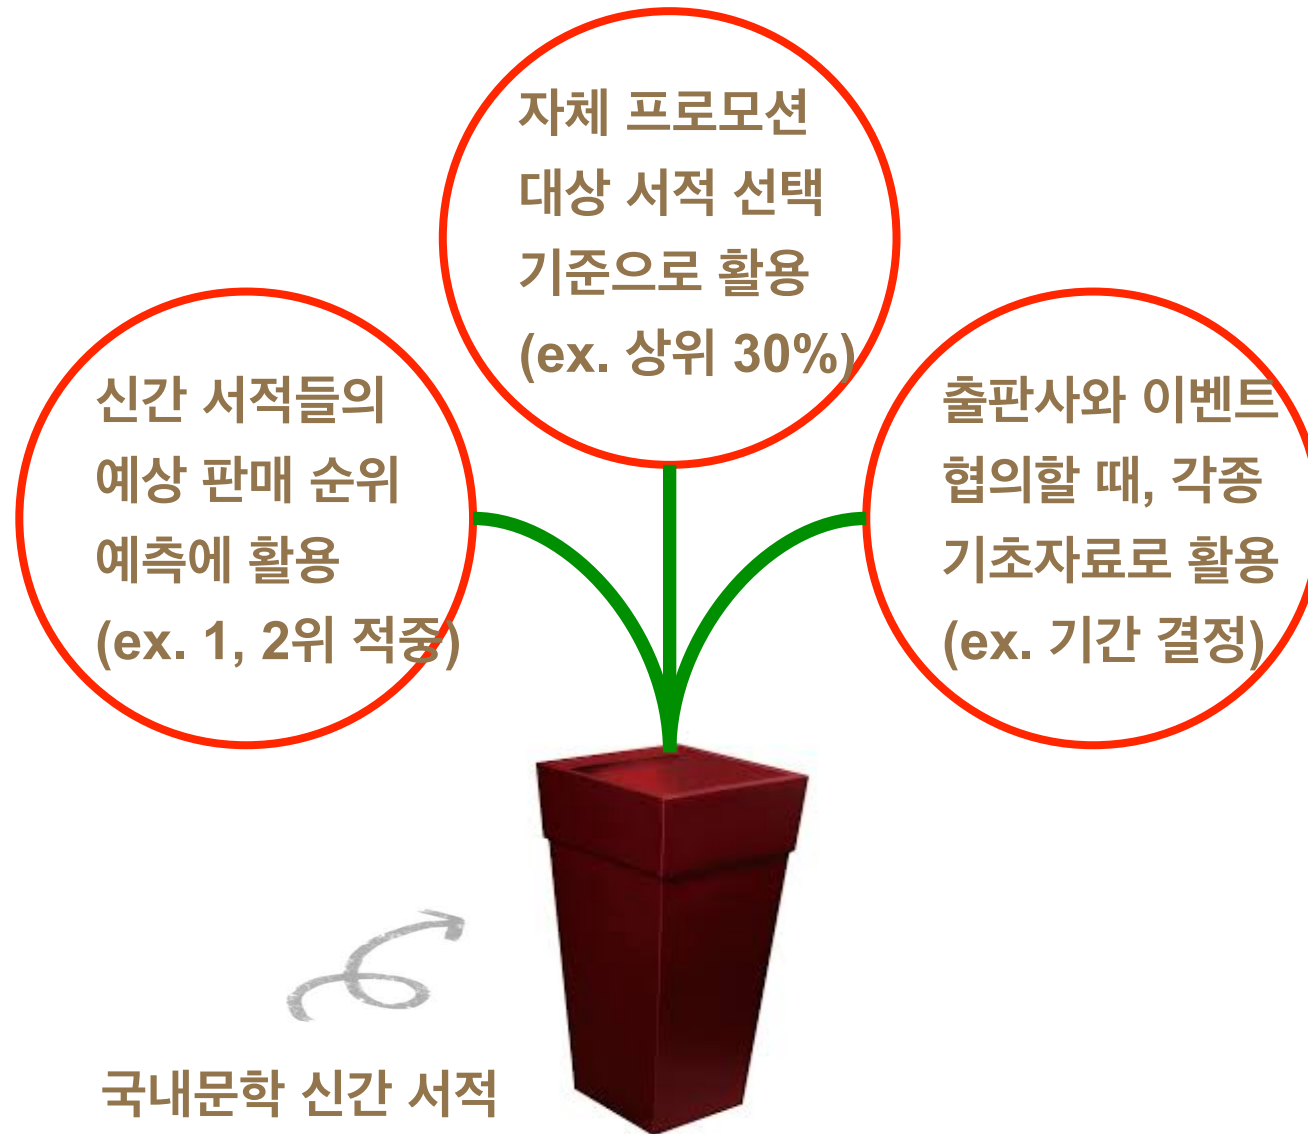 자체 프로모션
대상 서적 선택
기준으로 활용
(ex. 상위 30%)
신간 서적들의
예상 판매 순위
예측에 활용
(ex. 1, 2위 적중)
출판사와 이벤트
협의할 때, 각종
기초자료로 활용
(ex. 기간 결정)
국내문학 신간 서적